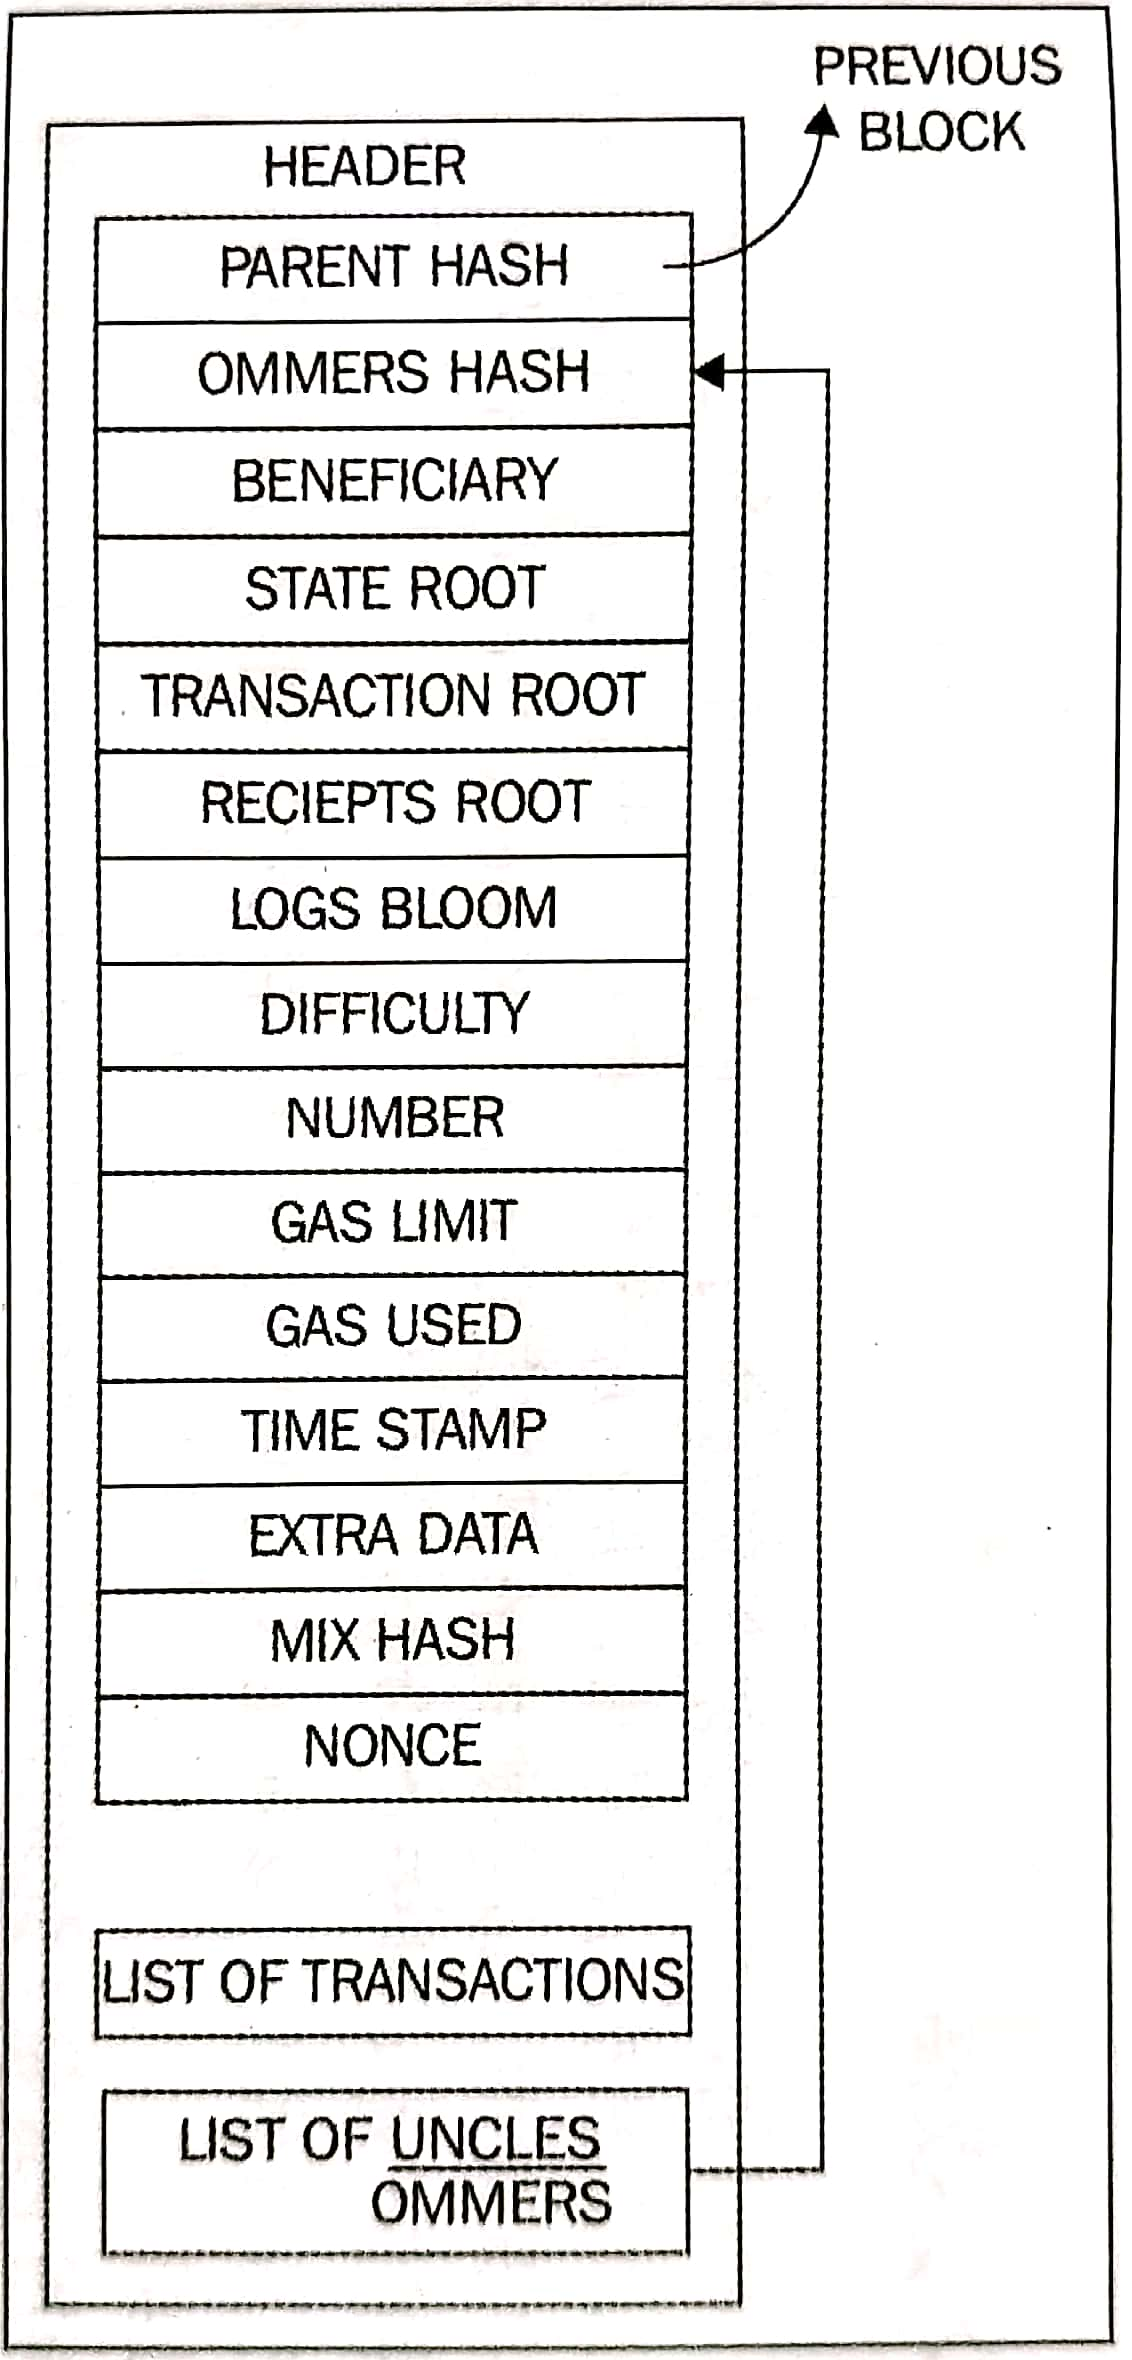 PREVIOUS
BLOCK
HEADER
PARENT HASH
OMMERS HASH
BENEFICIARY
STATE ROOT
TRANSACTION ROOT
RECIEPTS ROOT
LOGS BLOOM
DIFFICULTY
NUMBER
GAS LIMIT
GAS USED
TIME STAMP
EXTRA DATA
MIX HASH
NONCE
LIST OF TRANSACTIONS
LIST OF UNCLES
OMMERS